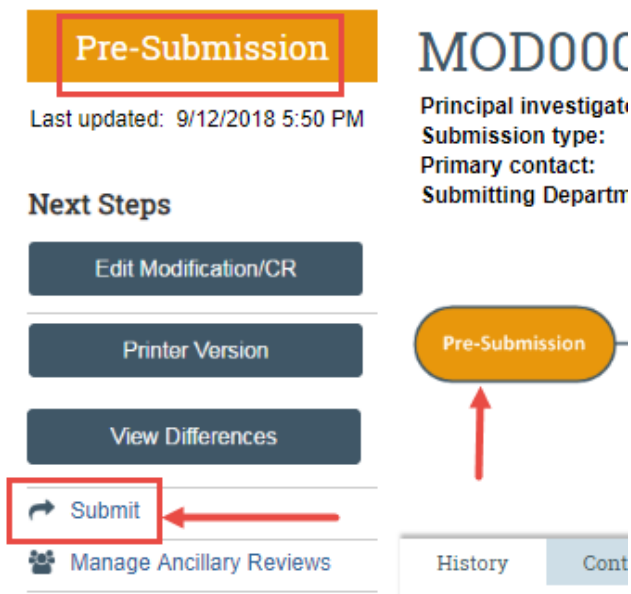 Pre-Submission
Last updated: 9/12/2018 5:50 PM
Next Steps
Edit Modification/CR
Printer Version
View Differences
Submit
Manage Ancillary Reviews
MOD000
Principal investigat
Submission type:
Primary contact:
Submitting Departm
Pre-Submission
History
Cont